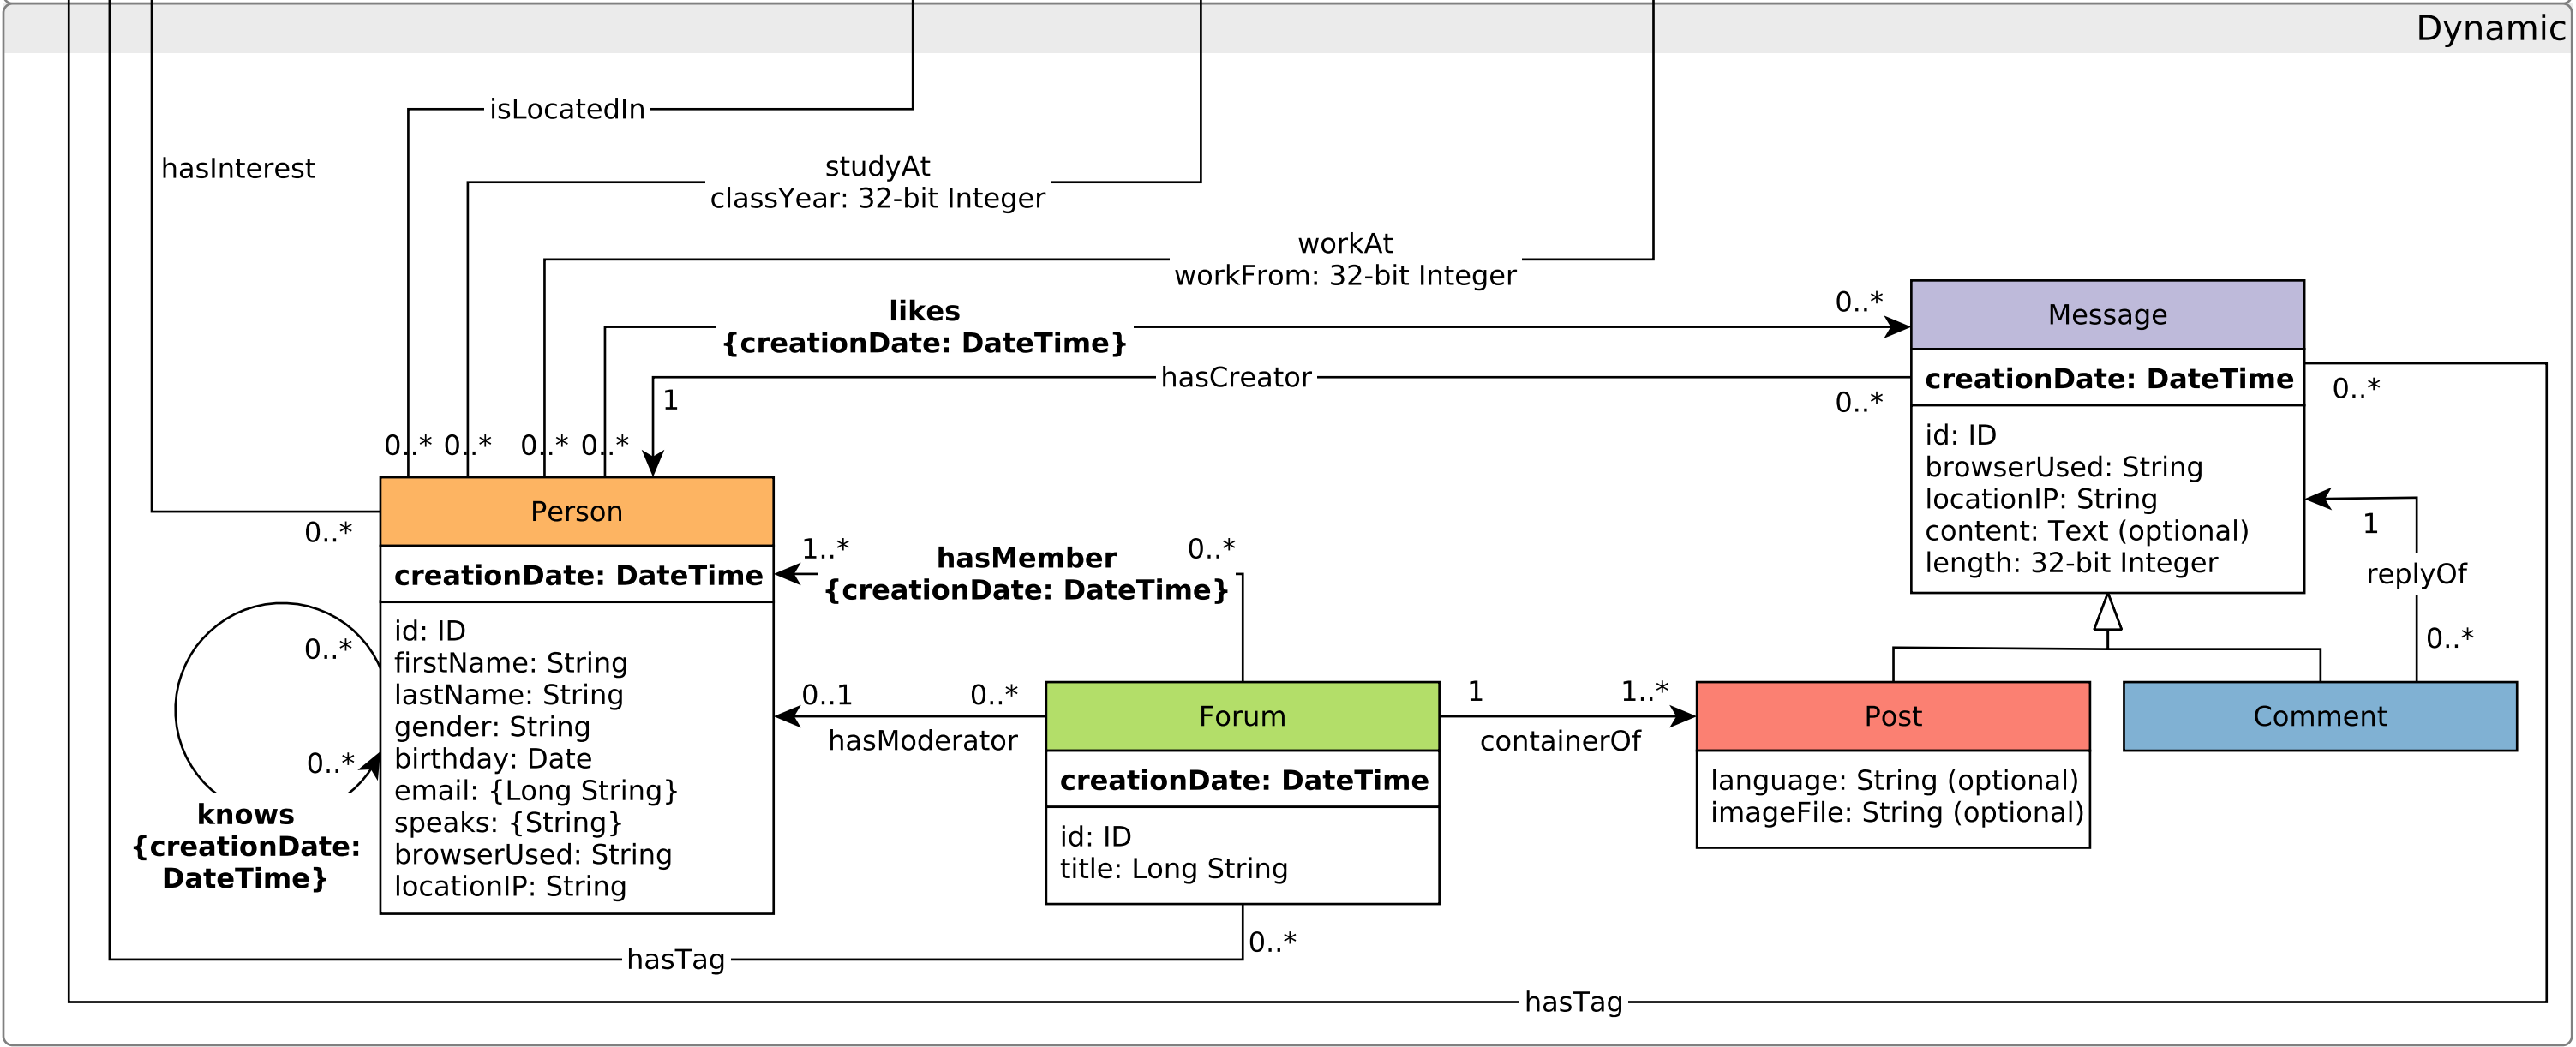 Dynamic
isLocatedIn
hasInterest
studyAt
classYear: 32-bit Integer
workAt
workFrom: 32-bit Integer
likes
{creationDate: DateTime}
0..*
hasCreator
1
0..*
0..*
0..*
0..*
0..*
0..*
Message
creationDate: DateTime
id: ID
browserUsed: String
locationIP: String
content: Text (optional)
length: 32-bit Integer
0..*
1
replyOf
0..*
Person
creationDate: DateTime
id: ID
firstName: String
lastName: String
gender: String
birthday: Date
email: {Long String}
speaks: {String}
browserUsed: String
locationIP: String
0..*
0..*
0..*
knows
{creationDate:
DateTime}
1..*
hasMember
{creationDate: DateTime}
0..*
0..1
hasModerator
0..*
Forum
creationDate: DateTime
id: ID
title: Long String
1
containerOf
1..*
Post
language: String (optional)
imageFile: String (optional)
Comment
0..*
hasTag
hasTag